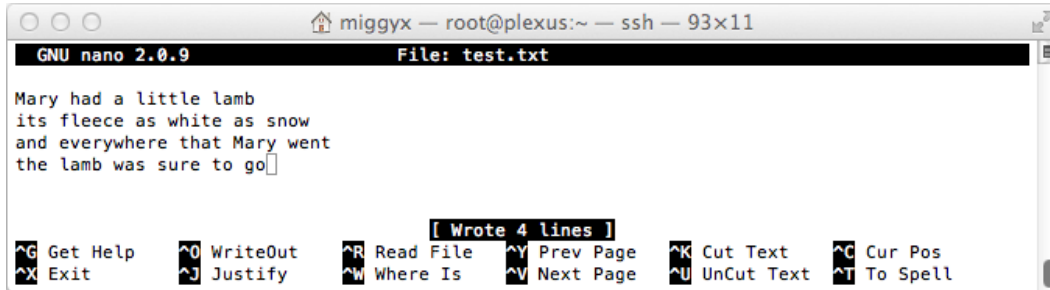 miggyx — root@plexus:~ — ssh — 93×11
GNU nano 2.0.9 File: test.txt
Mary had a little lamb
its fleece as white as snow
and everywhere that Mary went
the lamb was sure to go
[ Wrote 4 lines ]
^G Get Help ^O WriteOut ^R Read File ^Y Prev Page ^K Cut Text ^C Cur Pos
^X Exit ^J Justify ^W Where Is ^V Next Page ^U UnCut Text ^T To Spell